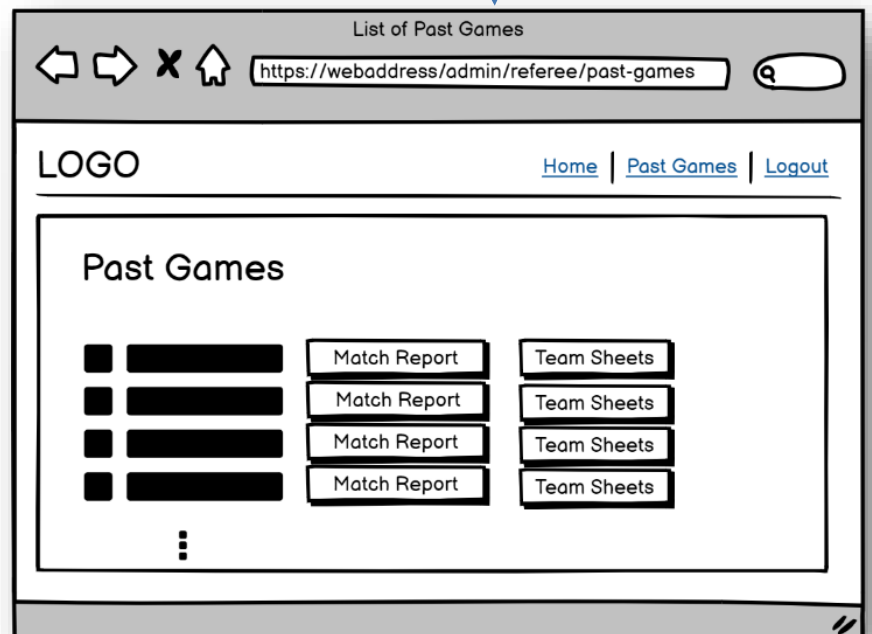 List of Past Games
https://webaddress/admin/referee/past-games
LOGO
Home | Past Games | Logout
Past Games
Match Report Team Sheets
Match Report Team Sheets
Match Report Team Sheets
Match Report Team Sheets